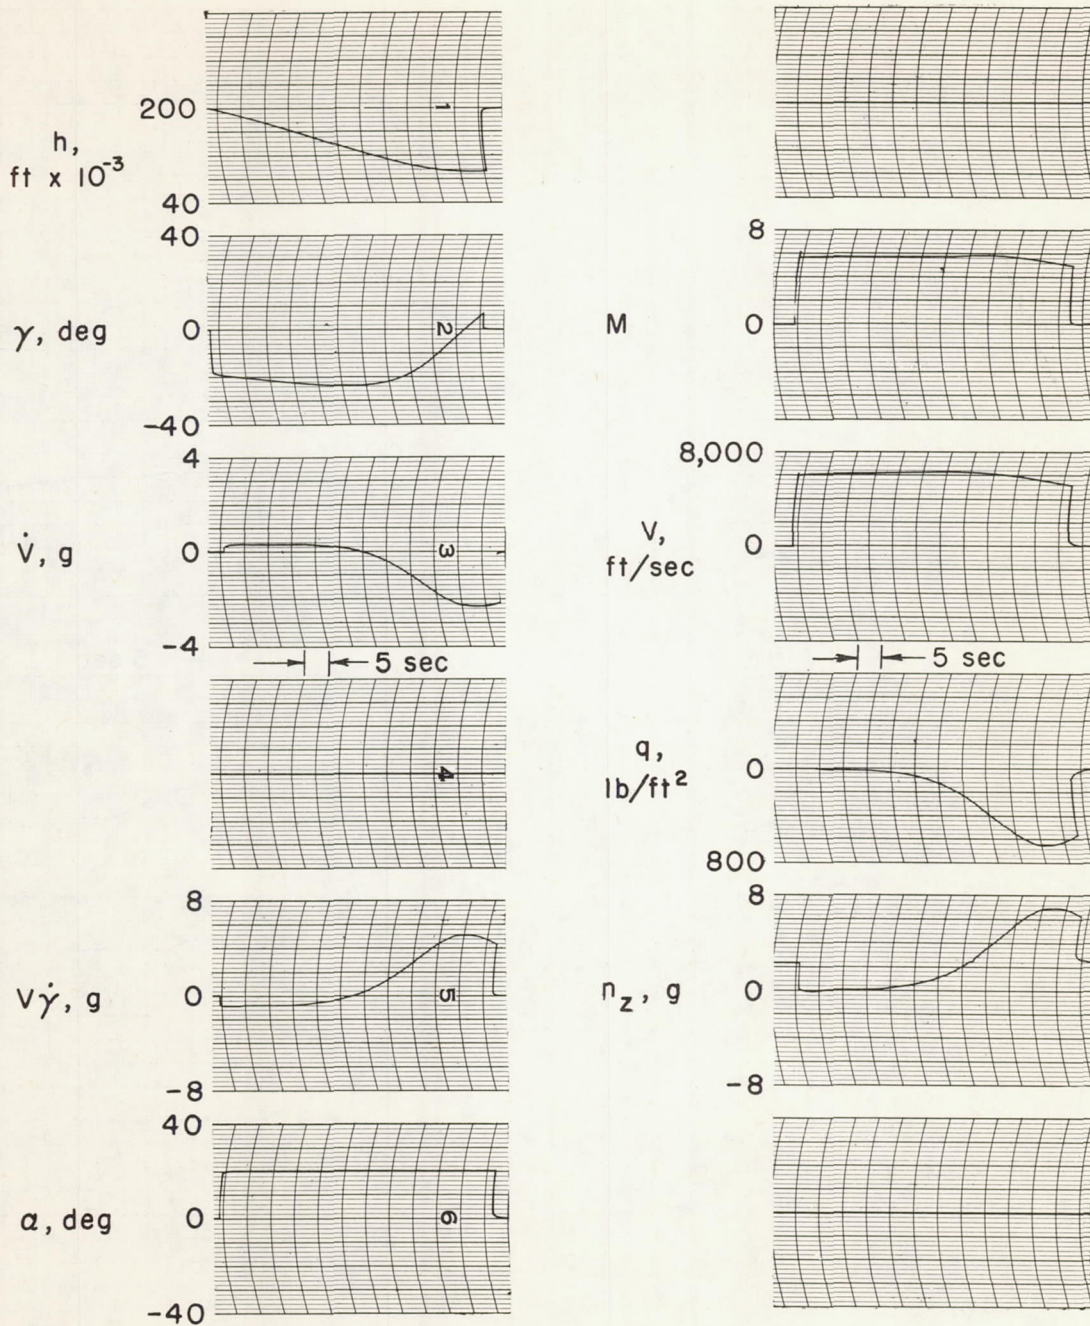 200
1
h,
ft x 10⁻³
40
40
γ, deg
0
2
-40
4
V̇, g
0
3
-4
5 sec
4
8
Vγ̇, g
0
5
-8
40
α, deg
0
6
-40
8
M
0
8,000
V,
ft/sec
0
5 sec
q,
lb/ft²
0
800
8
n_z, g
0
-8